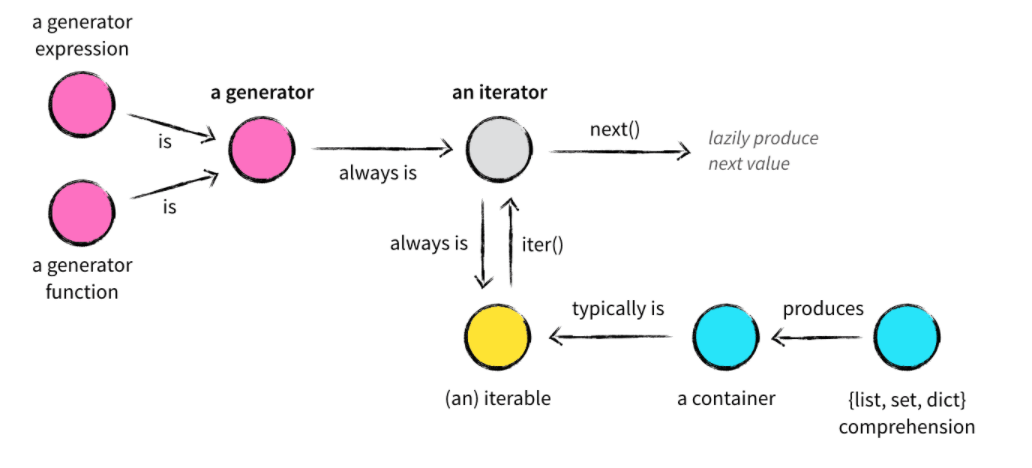 a generator
expression
is
a generator
function
is
a generator
always is
an iterator
next()
lazily produce
next value
always is
iter()
(an) iterable
typically is
a container
produces
{list, set, dict}
comprehension